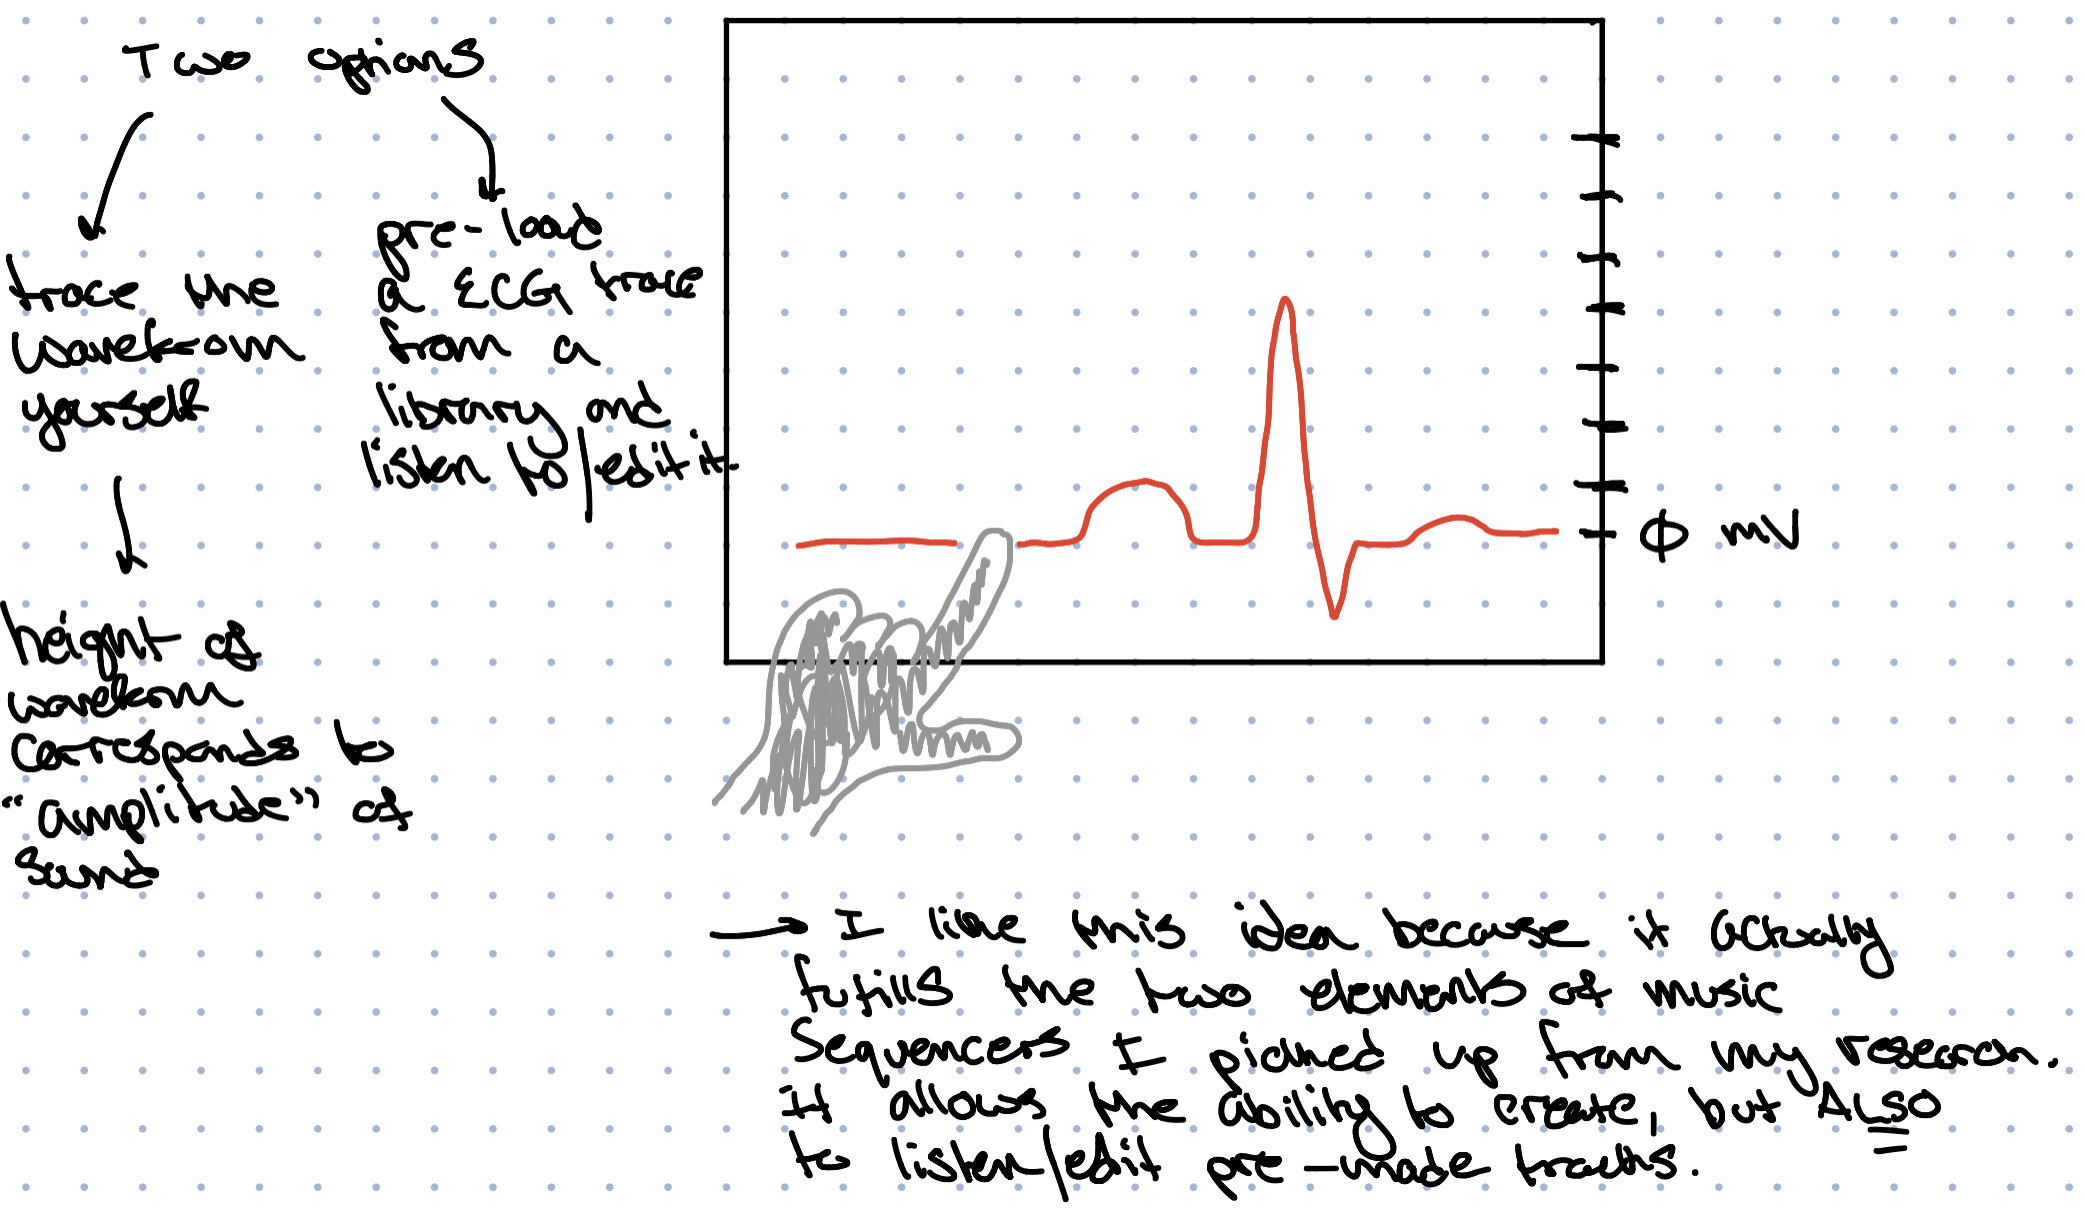 Two options
trace the
waveform
yourself
height of
waveform
corresponds to
"amplitude" of
sound
pre-load
a ECG trace
from a
library and
listen to/edit it
φ mV
→ I like this idea because it actually
fufills the two elements of music
sequencers I picked up from my research.
It allows the ability to create, but ALSO
to listen/edit pre-made tracks.